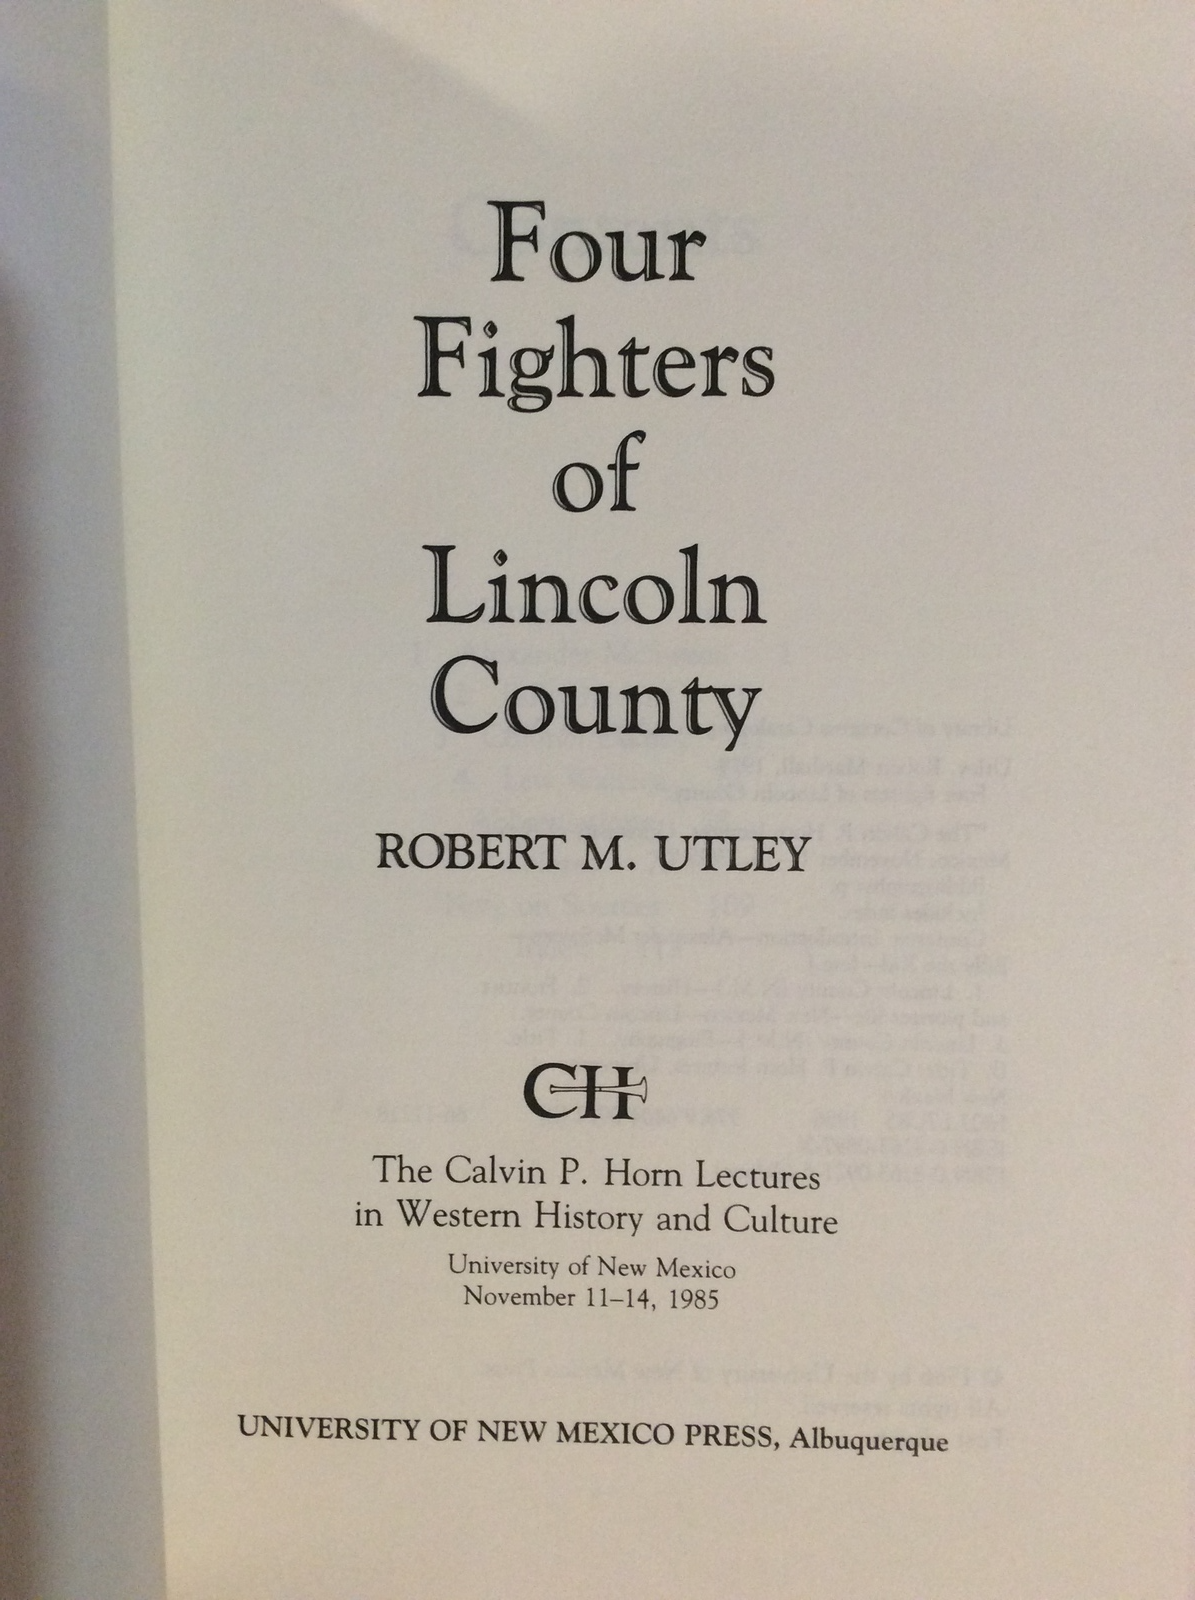 Four
Fighters
of
Lincoln
County
ROBERT M. UTLEY
CH
The Calvin P. Horn Lectures
in Western History and Culture
University of New Mexico
November 11–14, 1985
UNIVERSITY OF NEW MEXICO PRESS, Albuquerque